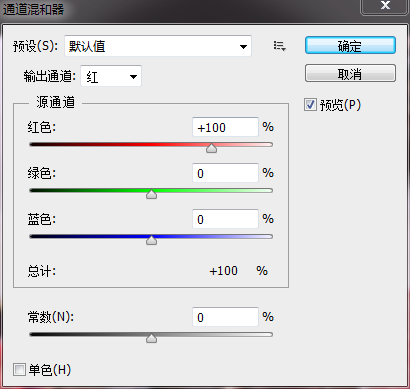 通道混和器
预设(S): 默认值
确定
输出通道: 红
取消
源通道
预览(P)
红色: +100 %
绿色: 0 %
蓝色: 0 %
总计: +100 %
常数(N): 0 %
单色(H)